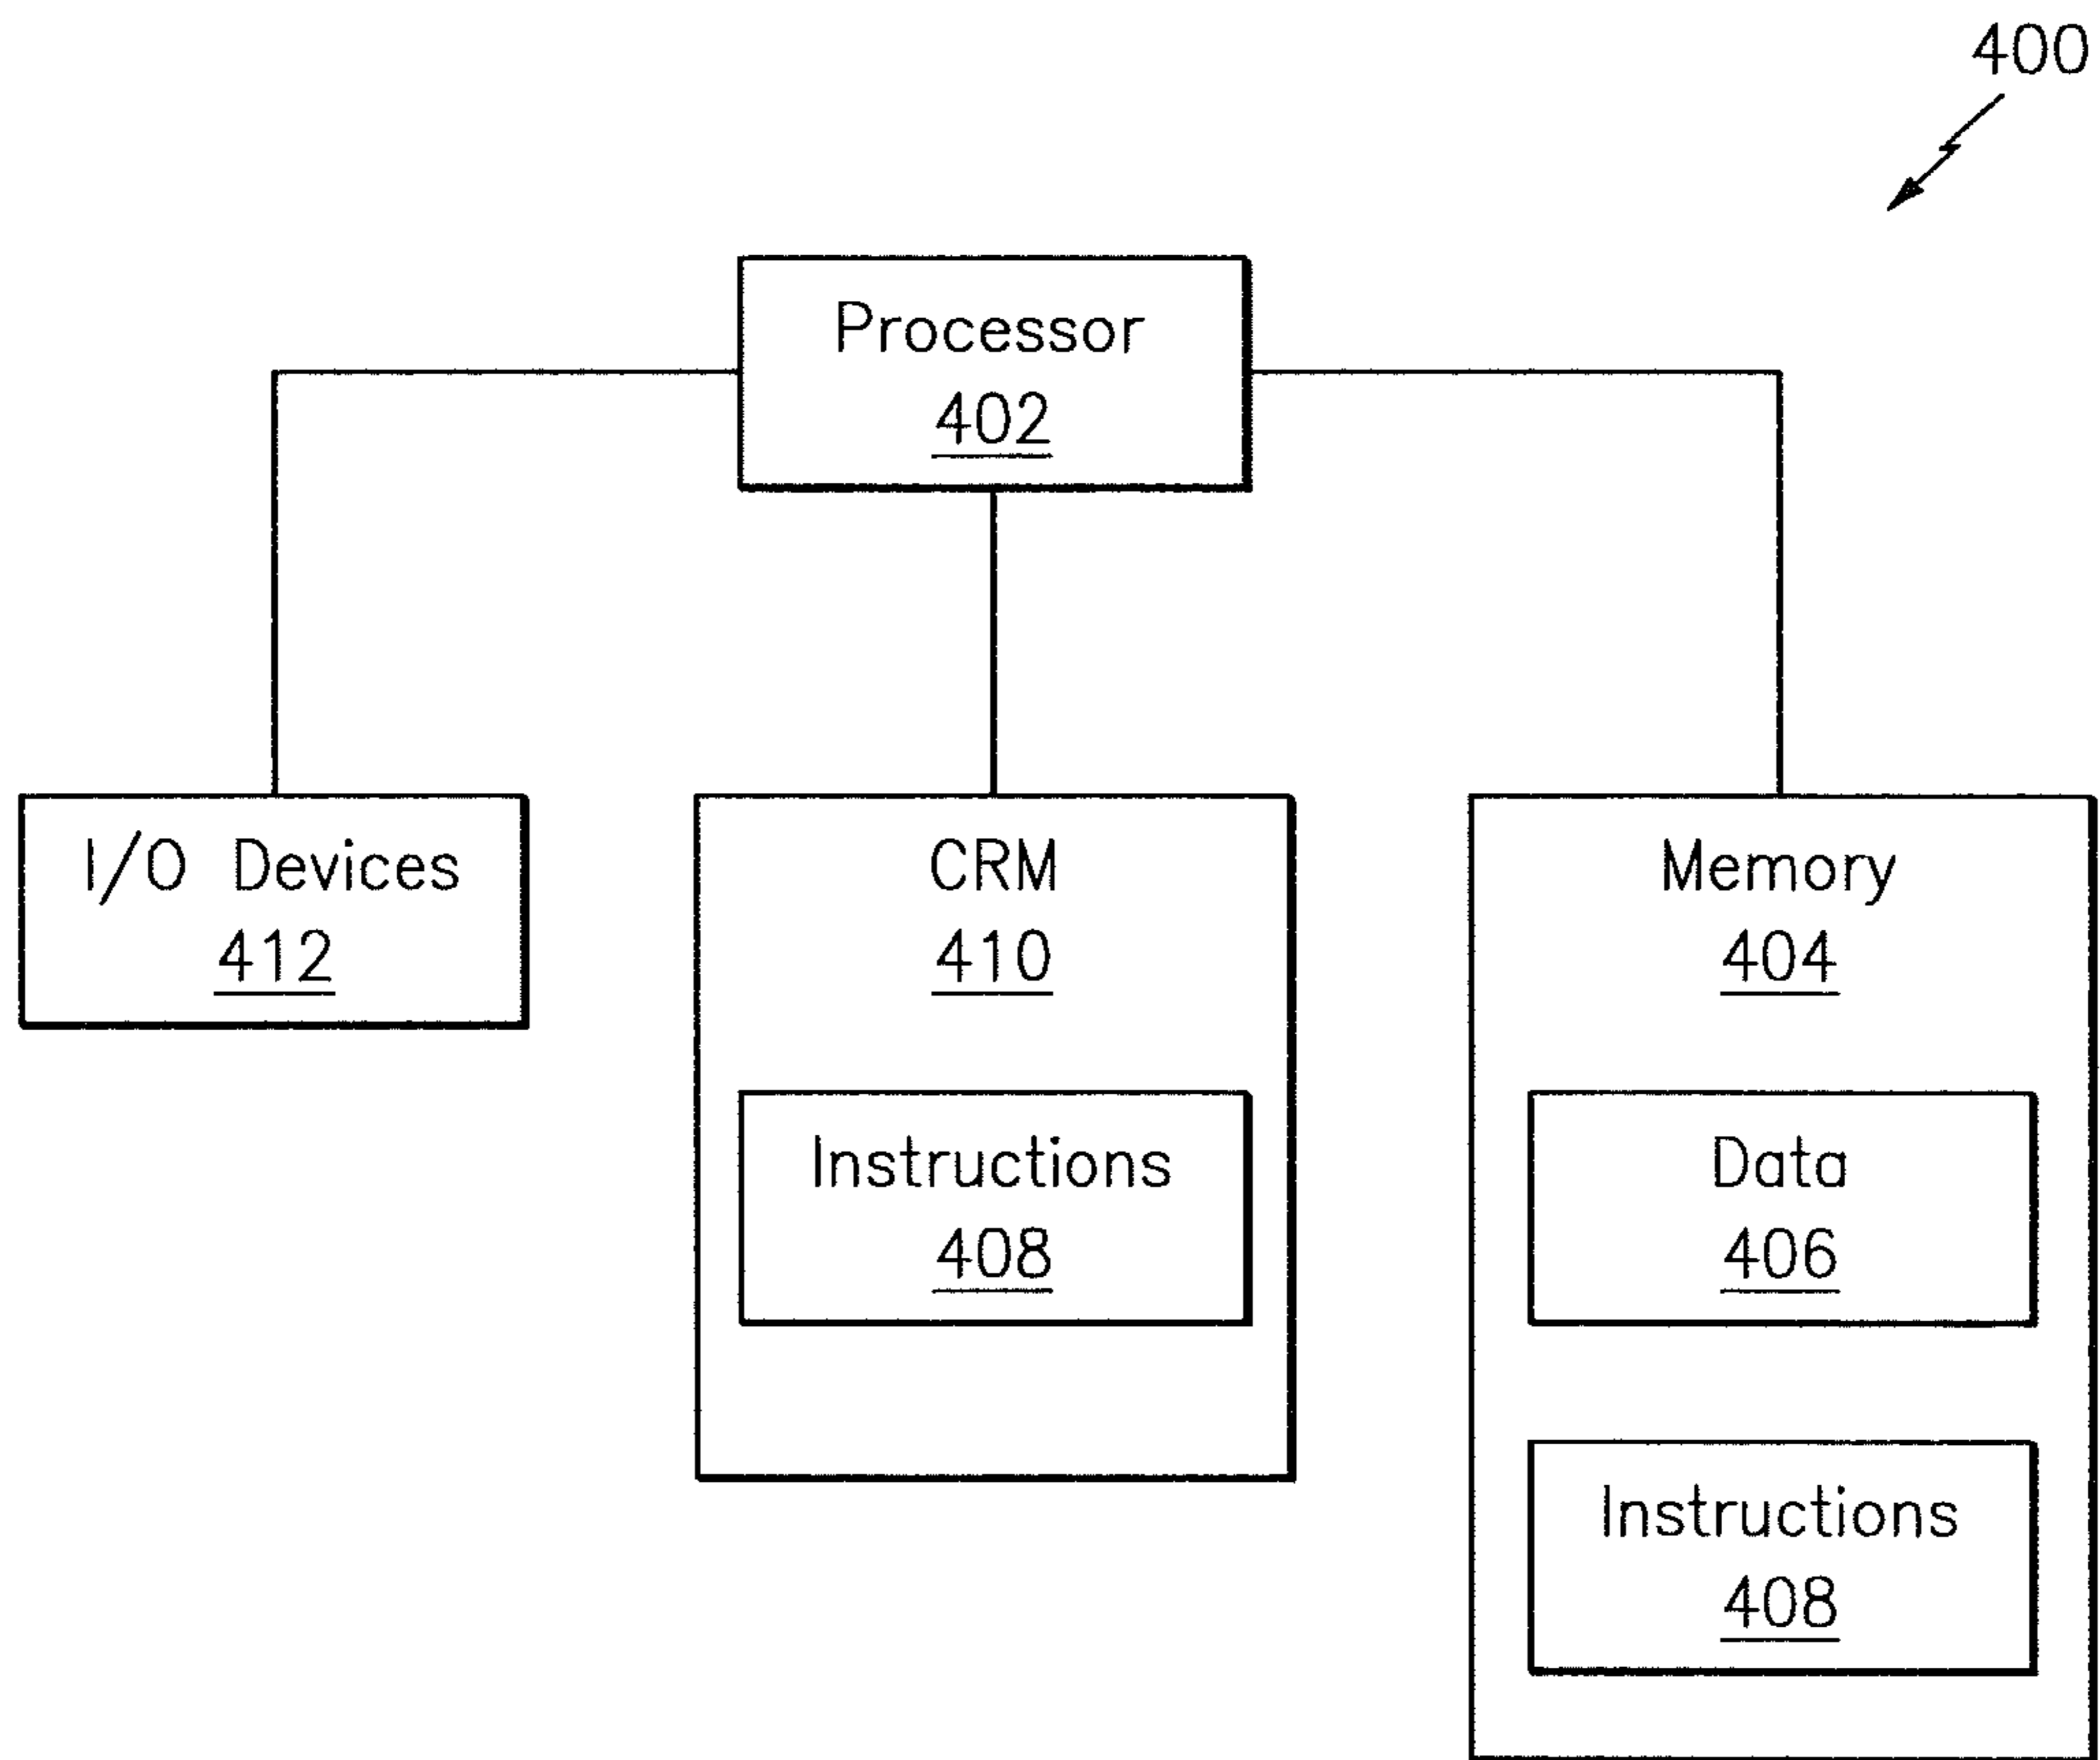 400
Processor
402
I/O Devices
412
CRM
410
Instructions
408
Memory
404
Data
406
Instructions
408